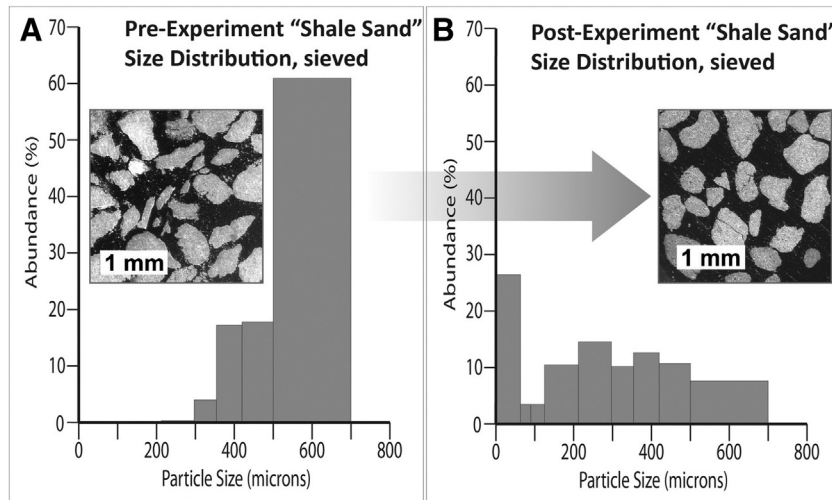 A
Pre-Experiment “Shale Sand”
Size Distribution, sieved
Abundance (%)
70
60
50
40
30
20
10
0
1 mm
0
200
400
600
800
Particle Size (microns)
B
Post-Experiment “Shale Sand”
Size Distribution, sieved
Abundance (%)
70
60
50
40
30
20
10
0
1 mm
0
200
400
600
800
Particle Size (microns)